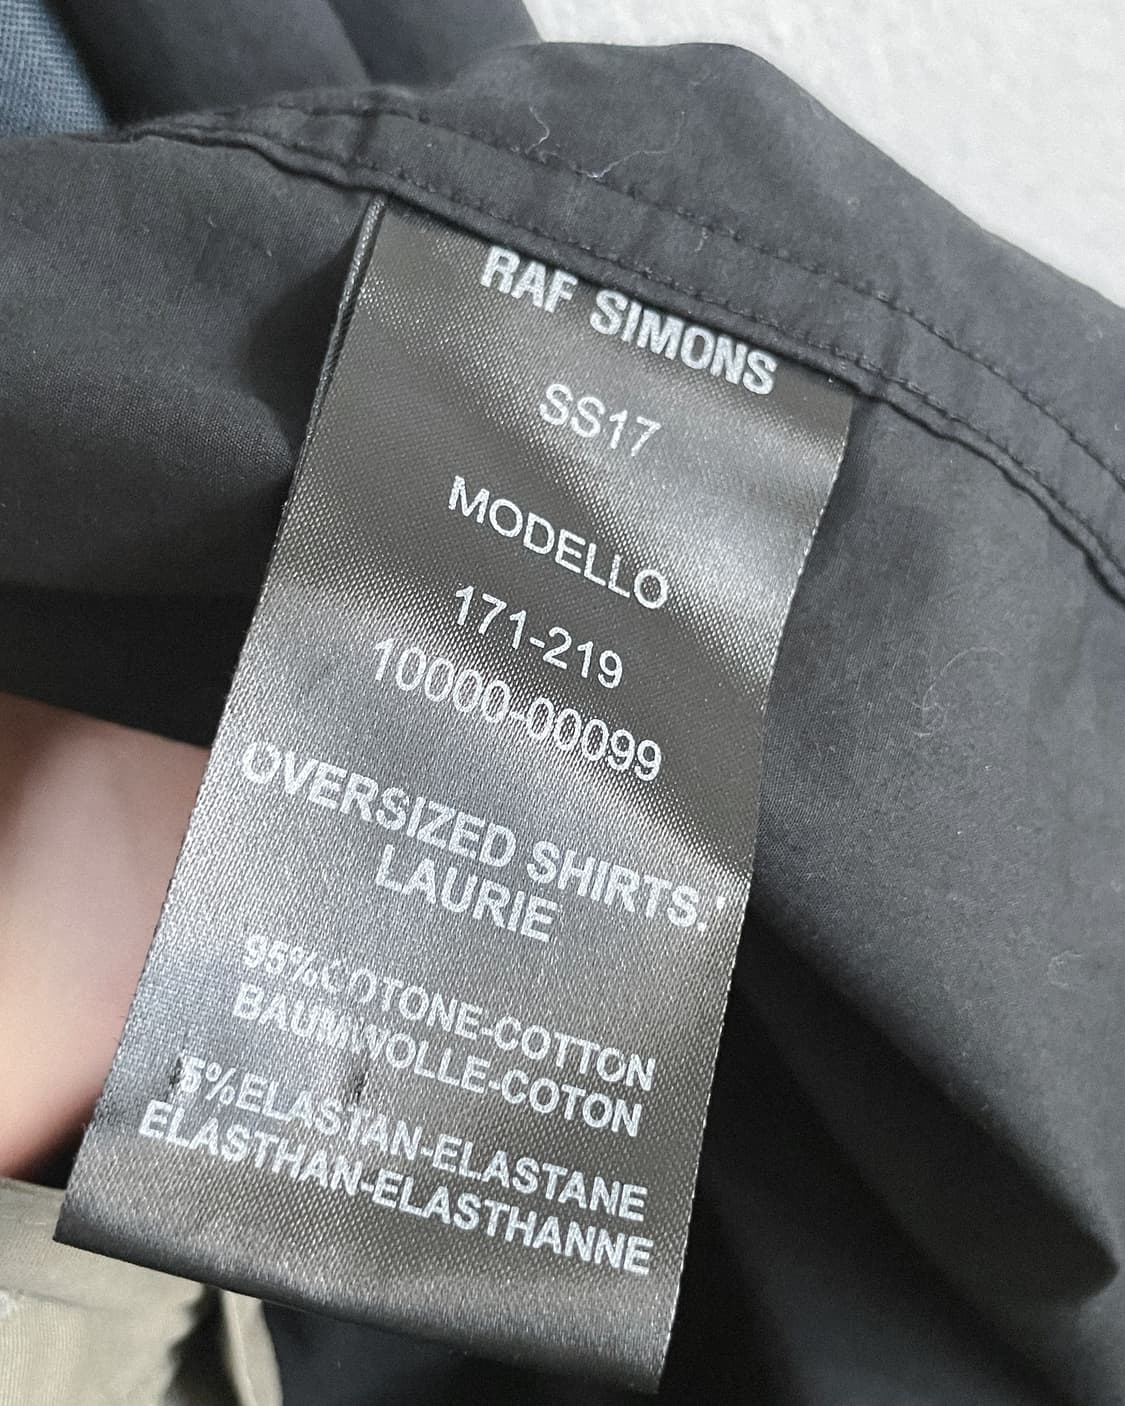 RAF SIMONS
SS17
MODELLO
171-219
10000-00099
OVERSIZED SHIRTS.'
LAURIE
95%COTONE-COTTON
BAUMWOLLE-COTON
5%ELASTAN-ELASTANE
ELASTHAN-ELASTHANNE